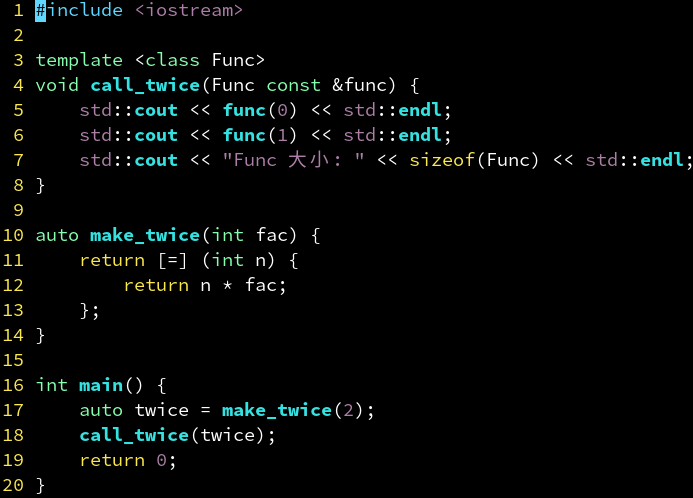 1 #include <iostream>
2
3 template <class Func>
4 void call_twice(Func const &func) {
5     std::cout << func(0) << std::endl;
6     std::cout << func(1) << std::endl;
7     std::cout << "Func 大小: " << sizeof(Func) << std::endl;
8 }
9
10 auto make_twice(int fac) {
11     return [=] (int n) {
12         return n * fac;
13     };
14 }
15
16 int main() {
17     auto twice = make_twice(2);
18     call_twice(twice);
19     return 0;
20 }